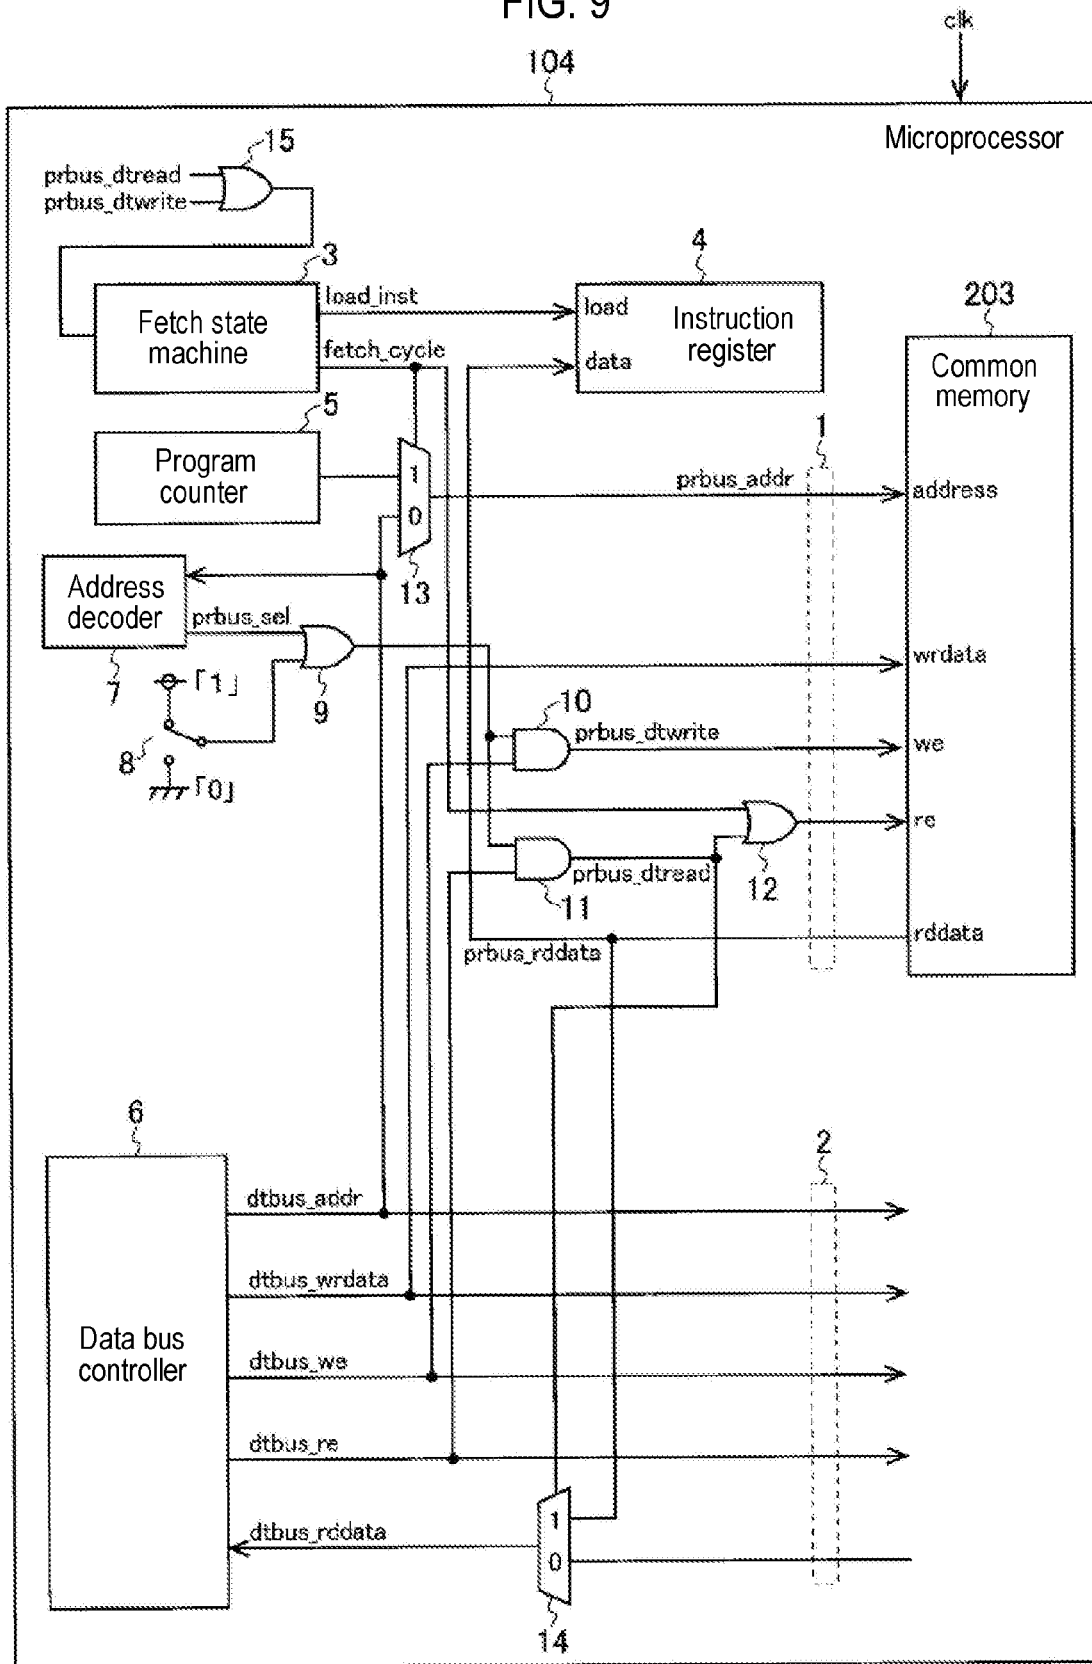 FIG. 9
clk
104
Microprocessor
15
prbus_dtread
prbus_dtwrite
3
Fetch state
machine
load_inst
fetch_cycle
4
load
data
Instruction
register
203
Common
memory
5
Program
counter
1
0
13
prbus_addr
1
address
Address
decoder
7
prbus_sel
9
「1」
8
「0」
wrdata
10
prbus_dtwrite
we
11
prbus_dtread
12
re
prbus_rddata
rddata
6
Data bus
controller
2
dtbus_addr
dtbus_wrdata
dtbus_we
dtbus_re
dtbus_rddata
1
0
14